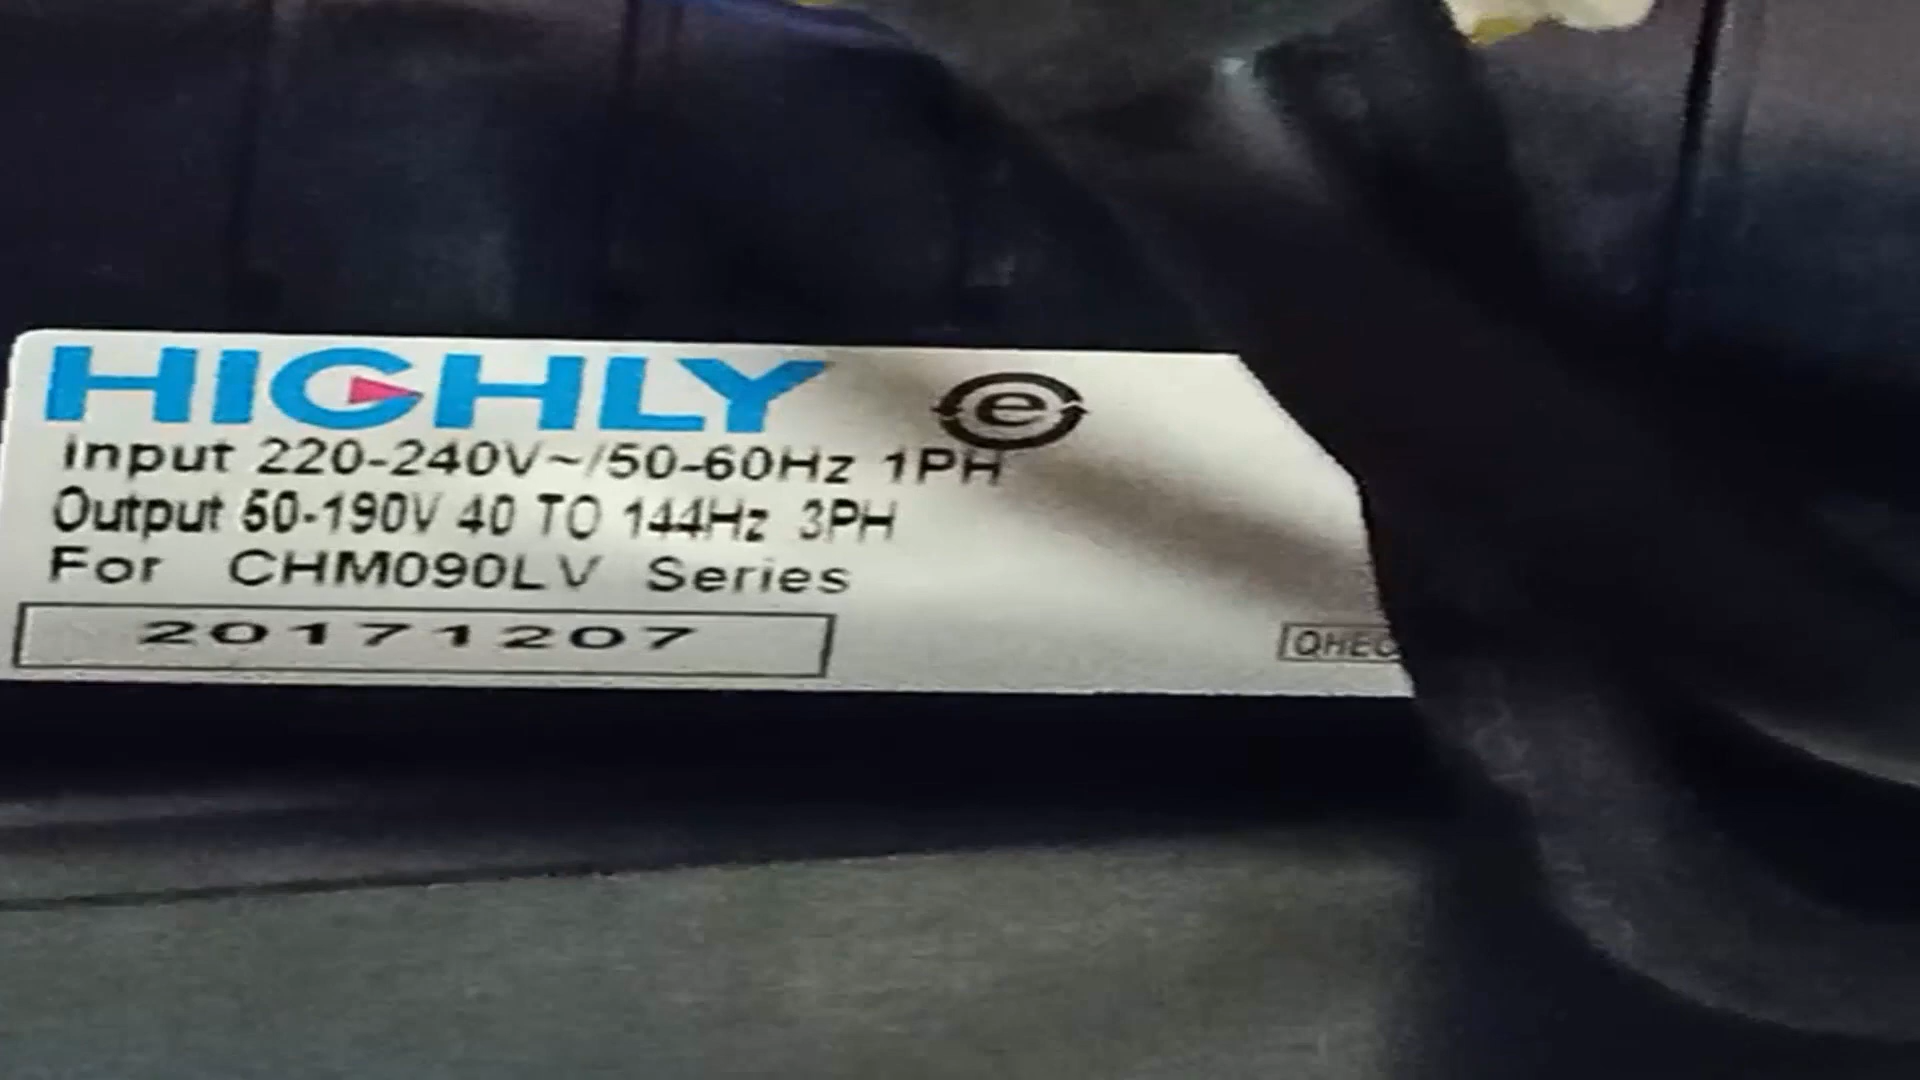 HIGHLY e
Input 220-240V~/50-60Hz 1PH
Output 50-190V 40 TO 144Hz 3PH
For CHM090LV Series
20171207